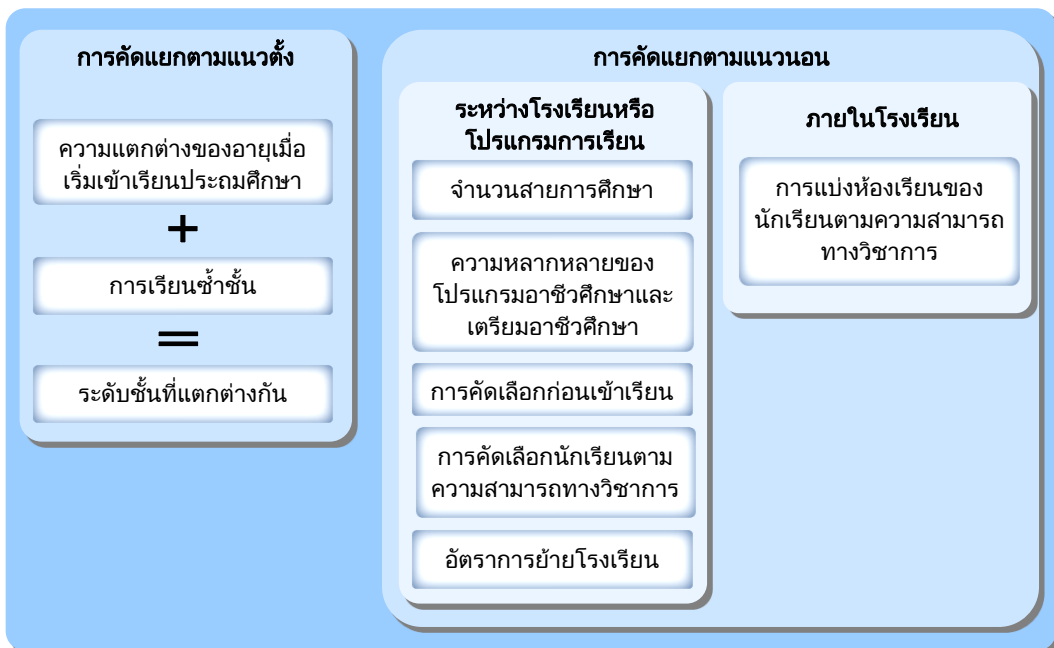 การคัดแยกตามแนวตั้ง
ความแตกต่างของอายุเมื่อ
เริ่มเข้าเรียนประถมศึกษา
+
การเรียนซ้ำชั้น
=
ระดับชั้นที่แตกต่างกัน
การคัดแยกตามแนวนอน
ระหว่างโรงเรียนหรือ
โปรแกรมการเรียน
จำนวนสายการศึกษา
ความหลากหลายของ
โปรแกรมอาชีวศึกษาและ
เตรียมอาชีวศึกษา
การคัดเลือกก่อนเข้าเรียน
การคัดเลือกนักเรียนตาม
ความสามารถทางวิชาการ
อัตราการย้ายโรงเรียน
ภายในโรงเรียน
การแบ่งห้องเรียนของ
นักเรียนตามความสามารถ
ทางวิชาการ